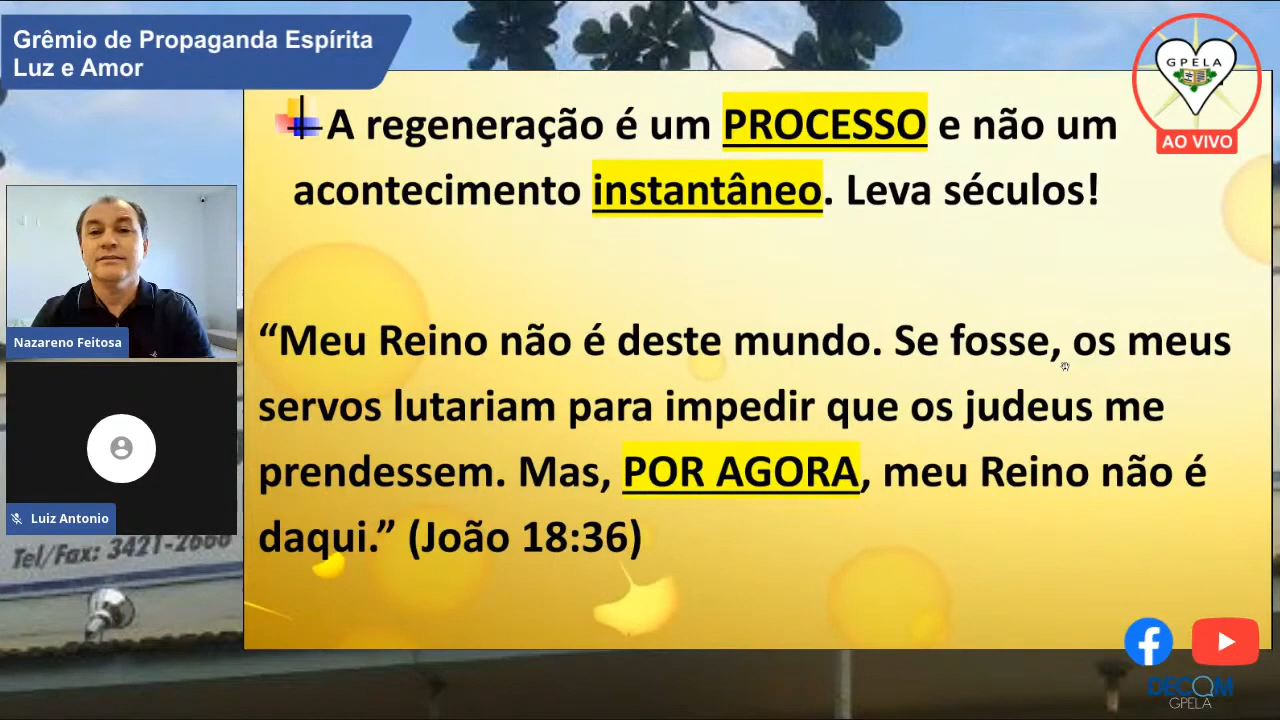 Grêmio de Propaganda Espírita
Luz e Amor
GPELA
AO VIVO
A regeneração é um PROCESSO e não um
acontecimento instantâneo. Leva séculos!
“Meu Reino não é deste mundo. Se fosse, os meus
servos lutariam para impedir que os judeus me
prendessem. Mas, POR AGORA, meu Reino não é
daqui.” (João 18:36)
Nazareno Feitosa
Luiz Antonio
Tel/Fax: 3421-2666
DECOM
GPELA